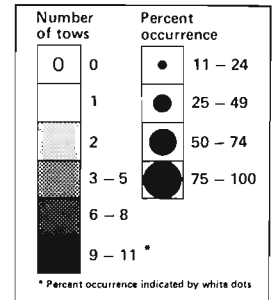 Number Percent
of tows occurrence
0 0 11 – 24
1 25 – 49
2 50 – 74
3 – 5 75 – 100
6 – 8
9 – 11 *
* Percent occurrence indicated by white dots